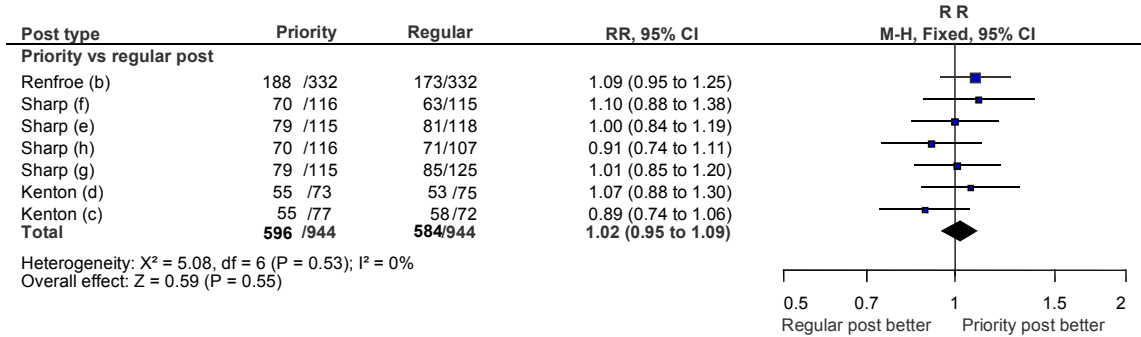 R R
Post type Priority Regular RR, 95% CI M-H, Fixed, 95% CI
Priority vs regular post
Renfroe (b) 188 /332 173/332 1.09 (0.95 to 1.25)
Sharp (f) 70 /116 63/115 1.10 (0.88 to 1.38)
Sharp (e) 79 /115 81/118 1.00 (0.84 to 1.19)
Sharp (h) 70 /116 71/107 0.91 (0.74 to 1.11)
Sharp (g) 79 /115 85/125 1.01 (0.85 to 1.20)
Kenton (d) 55 /73 53 /75 1.07 (0.88 to 1.30)
Kenton (c) 55 /77 58/72 0.89 (0.74 to 1.06)
Total 596 /944 584/944 1.02 (0.95 to 1.09)
Heterogeneity: X² = 5.08, df = 6 (P = 0.53); I² = 0%
Overall effect: Z = 0.59 (P = 0.55)
0.5 0.7 1 1.5 2
Regular post better Priority post better